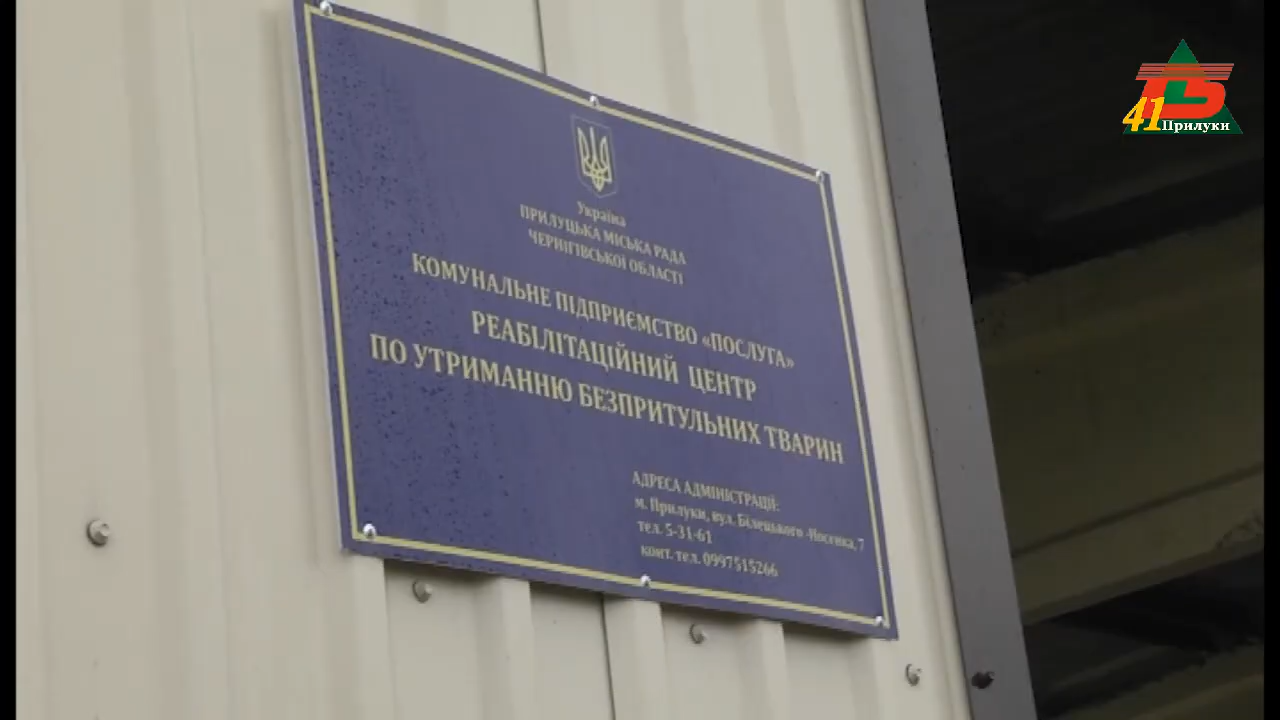 Україна
ПРИЛУЦЬКА МІСЬКА РАДА
ЧЕРНІГІВСЬКОЇ ОБЛАСТІ
КОМУНАЛЬНЕ ПІДПРИЄМСТВО «ПОСЛУГА»
РЕАБІЛІТАЦІЙНИЙ ЦЕНТР
ПО УТРИМАННЮ БЕЗПРИТУЛЬНИХ ТВАРИН
АДРЕСА АДМІНІСТРАЦІЇ:
м. Прилуки, вул. Білецького -Носенка, 7
тел. 5-31-61
конт. тел. 0997515266
41 Прилуки